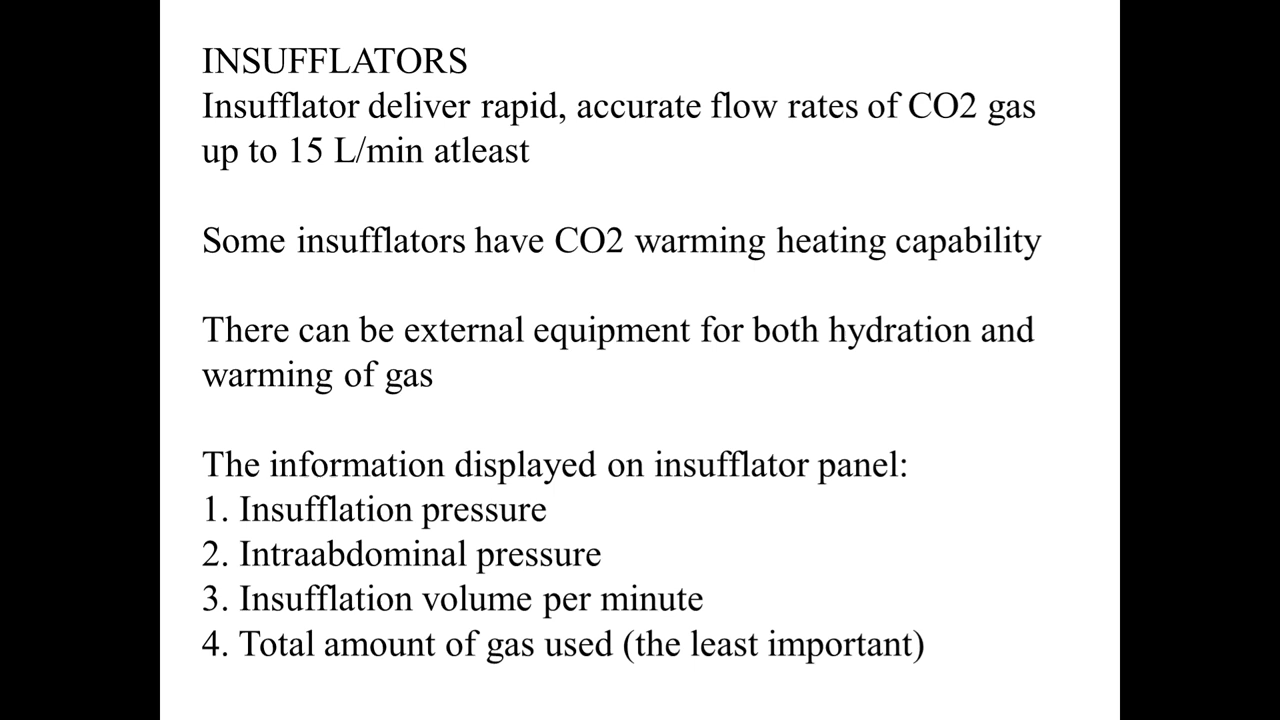 INSUFFLATORS
Insufflator deliver rapid, accurate flow rates of CO2 gas
up to 15 L/min atleast
Some insufflators have CO2 warming heating capability
There can be external equipment for both hydration and
warming of gas
The information displayed on insufflator panel:
1. Insufflation pressure
2. Intraabdominal pressure
3. Insufflation volume per minute
4. Total amount of gas used (the least important)